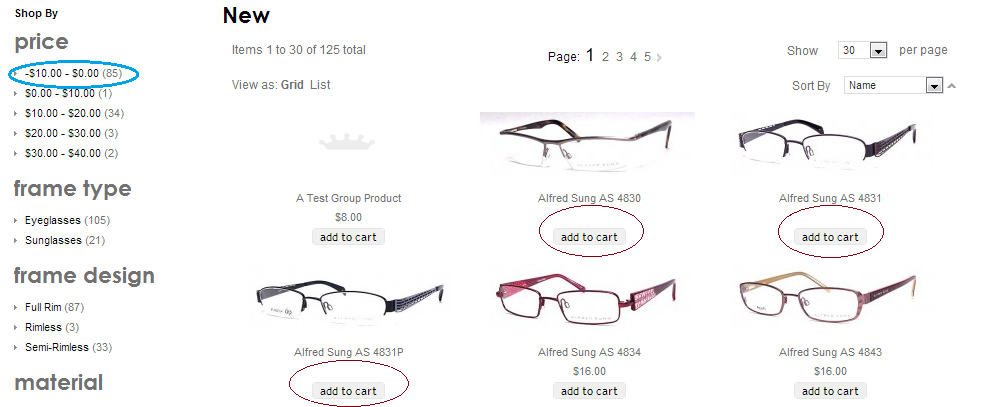 Shop By
price
-$10.00 - $0.00 (85)
$0.00 - $10.00 (1)
$10.00 - $20.00 (34)
$20.00 - $30.00 (3)
$30.00 - $40.00 (2)
frame type
Eyeglasses (105)
Sunglasses (21)
frame design
Full Rim (87)
Rimless (3)
Semi-Rimless (33)
material
New
Items 1 to 30 of 125 total
Page: 1 2 3 4 5
Show 30 per page
View as: Grid List
Sort By Name
A Test Group Product
$8.00
add to cart
Alfred Sung AS 4830
add to cart
Alfred Sung AS 4831
add to cart
Alfred Sung AS 4831P
add to cart
Alfred Sung AS 4834
$16.00
add to cart
Alfred Sung AS 4843
$16.00
add to cart